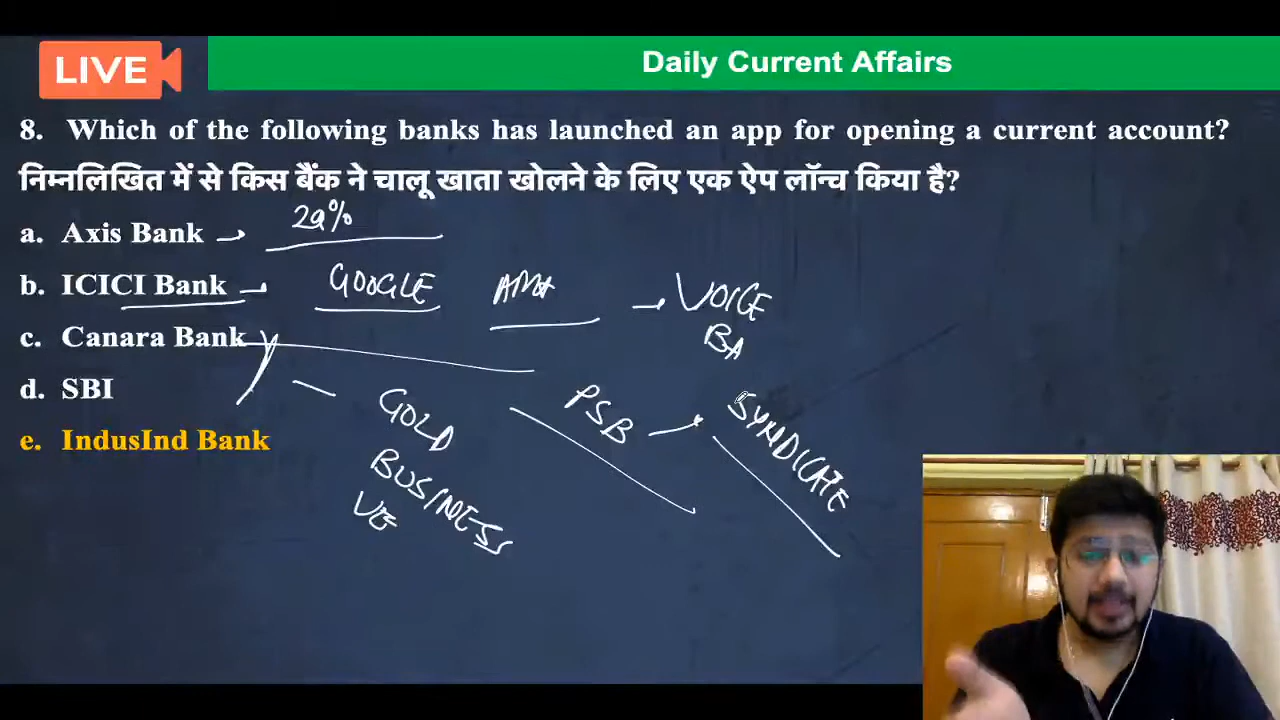 LIVE
Daily Current Affairs
8. Which of the following banks has launched an app for opening a current account?
निम्नलिखित में से किस बैंक ने चालू खाता खोलने के लिए एक ऐप लॉन्च किया है?
29%
a. Axis Bank
b. ICICI Bank
GOOGLE
VOICE
BA
c. Canara Bank
d. SBI
GOLD
BUSINESS
PSB
SYNDICATE
e. IndusInd Bank